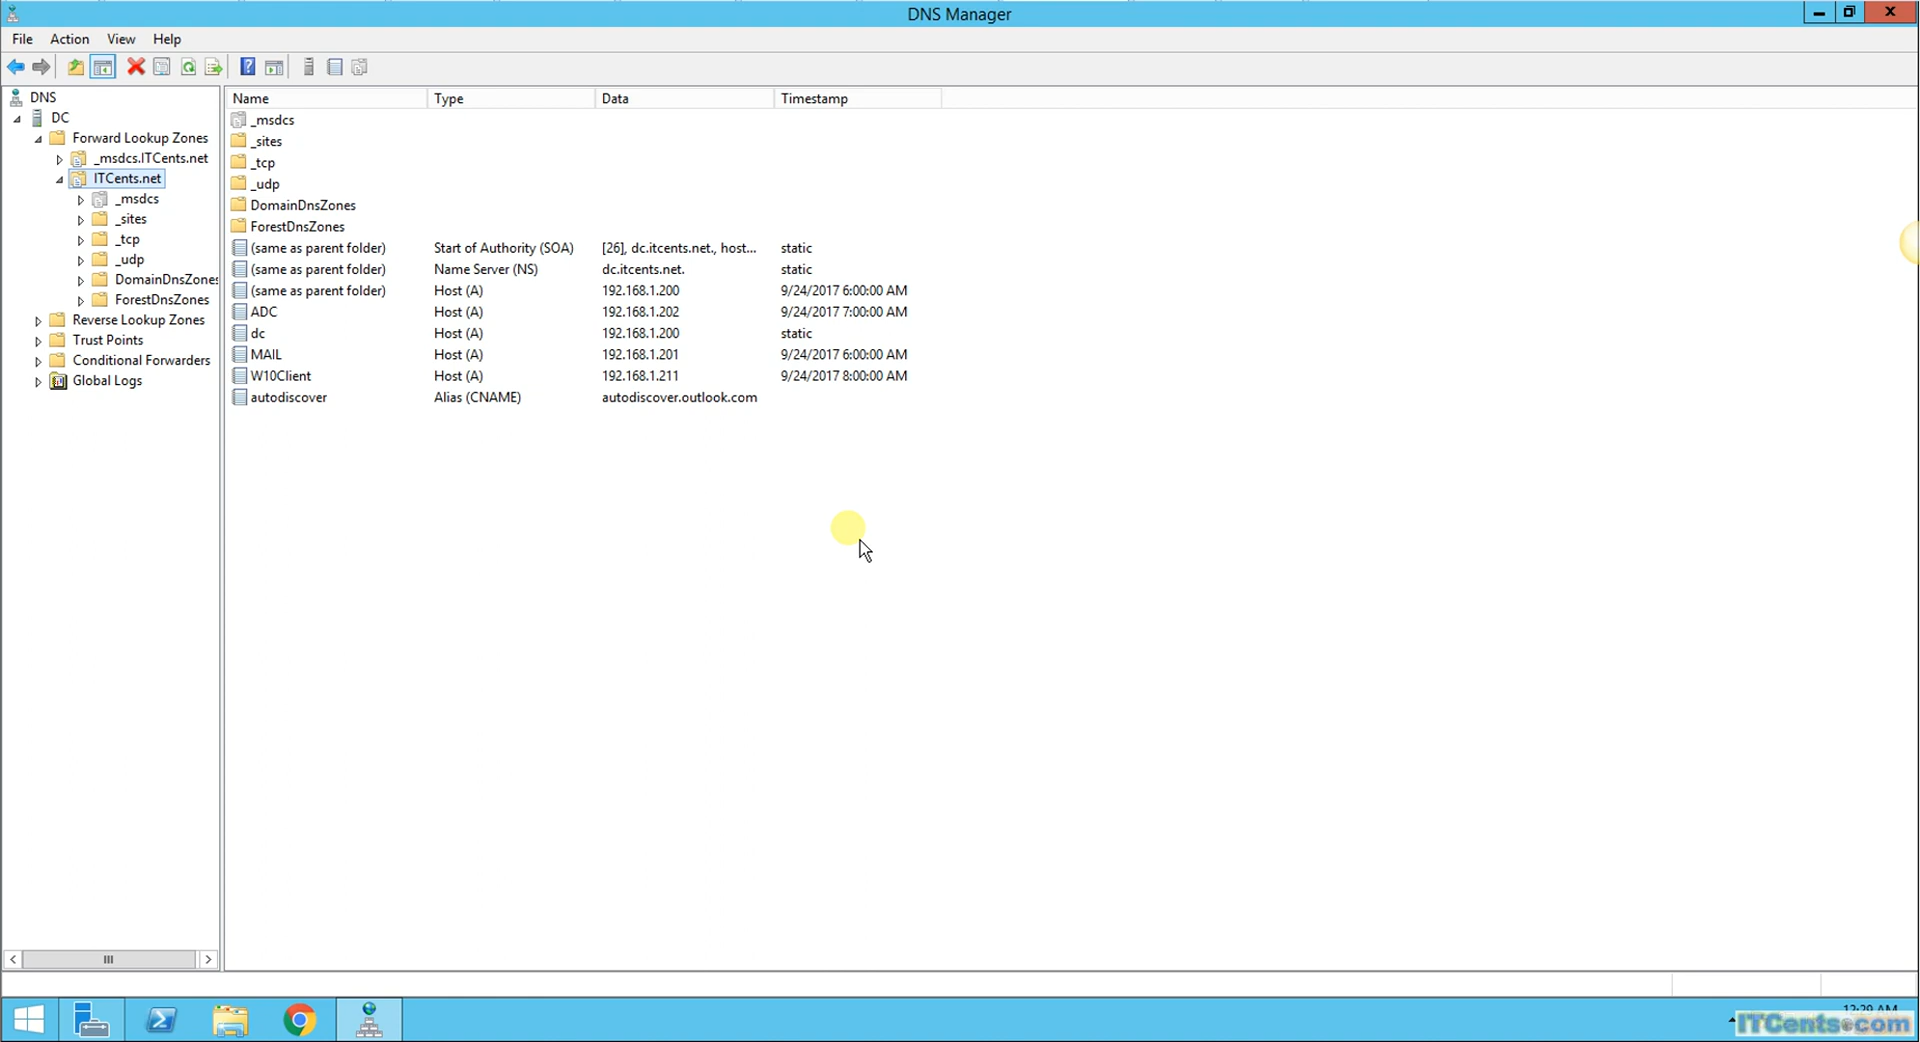 DNS Manager
File Action View Help
DNS
DC
Forward Lookup Zones
_msdcs.ITCents.net
ITCents.net
_msdcs
_sites
_tcp
_udp
DomainDnsZones
ForestDnsZones
Reverse Lookup Zones
Trust Points
Conditional Forwarders
Global Logs
Name Type Data Timestamp
_msdcs
_sites
_tcp
_udp
DomainDnsZones
ForestDnsZones
(same as parent folder) Start of Authority (SOA) [26], dc.itcents.net., host... static
(same as parent folder) Name Server (NS) dc.itcents.net. static
(same as parent folder) Host (A) 192.168.1.200 9/24/2017 6:00:00 AM
ADC Host (A) 192.168.1.202 9/24/2017 7:00:00 AM
dc Host (A) 192.168.1.200 static
MAIL Host (A) 192.168.1.201 9/24/2017 6:00:00 AM
W10Client Host (A) 192.168.1.211 9/24/2017 8:00:00 AM
autodiscover Alias (CNAME) autodiscover.outlook.com
ITCents.com